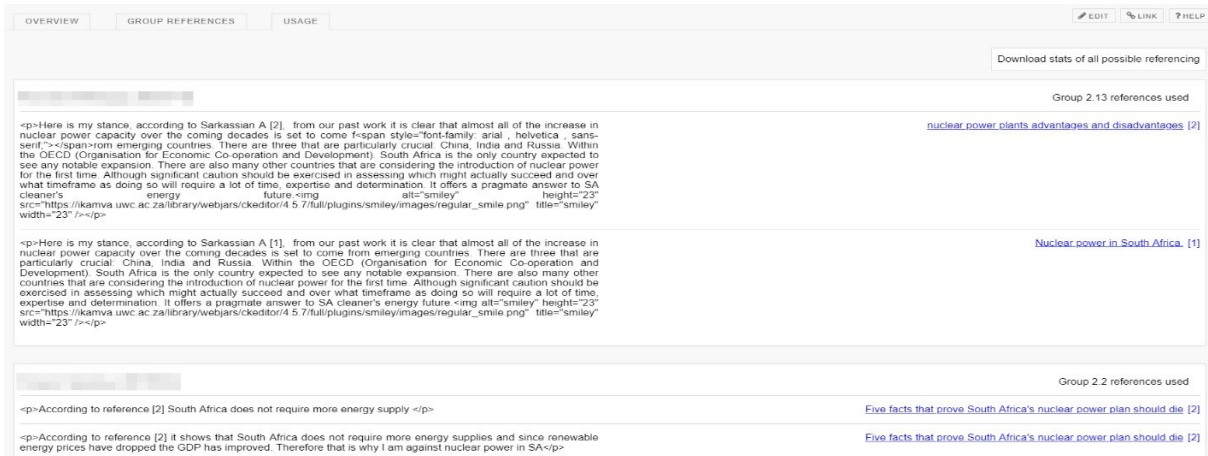 OVERVIEW GROUP REFERENCES USAGE EDIT LINK ? HELP
Download stats of all possible referencing
Group 2.13 references used
<p>Here is my stance, according to Sarkassian A [2], from our past work it is clear that almost all of the increase in
nuclear power capacity over the coming decades is set to come f<span style="font-family: arial , helvetica , sans-
serif;"></span>rom emerging countries. There are three that are particularly crucial: China, India and Russia. Within
the OECD (Organisation for Economic Co-operation and Development). South Africa is the only country expected to
see any notable expansion. There are also many other countries that are considering the introduction of nuclear power
for the first time. Although significant caution should be exercised in assessing which might actually succeed and over
what timeframe as doing so will require a lot of time, expertise and determination. It offers a pragmate answer to SA
cleaner's energy future.<img alt="smiley" height="23"
src="https://ikamva.uwc.ac.za/library/webjars/ckeditor/4.5.7/full/plugins/smiley/images/regular_smile.png" title="smiley"
width="23" /></p>
nuclear power plants advantages and disadvantages [2]
<p>Here is my stance, according to Sarkassian A [1], from our past work it is clear that almost all of the increase in
nuclear power capacity over the coming decades is set to come from emerging countries. There are three that are
particularly crucial: China, India and Russia. Within the OECD (Organisation for Economic Co-operation and
Development). South Africa is the only country expected to see any notable expansion. There are also many other
countries that are considering the introduction of nuclear power for the first time. Although significant caution should be
exercised in assessing which might actually succeed and over what timeframe as doing so will require a lot of time,
expertise and determination. It offers a pragmate answer to SA cleaner's energy future.<img alt="smiley" height="23"
src="https://ikamva.uwc.ac.za/library/webjars/ckeditor/4.5.7/full/plugins/smiley/images/regular_smile.png" title="smiley"
width="23" /></p>
Nuclear power in South Africa. [1]
Group 2.2 references used
<p>According to reference [2] South Africa does not require more energy supply </p>
Five facts that prove South Africa's nuclear power plan should die [2]
<p>According to reference [2] it shows that South Africa does not require more energy supplies and since renewable
energy prices have dropped the GDP has improved. Therefore that is why I am against nuclear power in SA</p>
Five facts that prove South Africa's nuclear power plan should die [2]